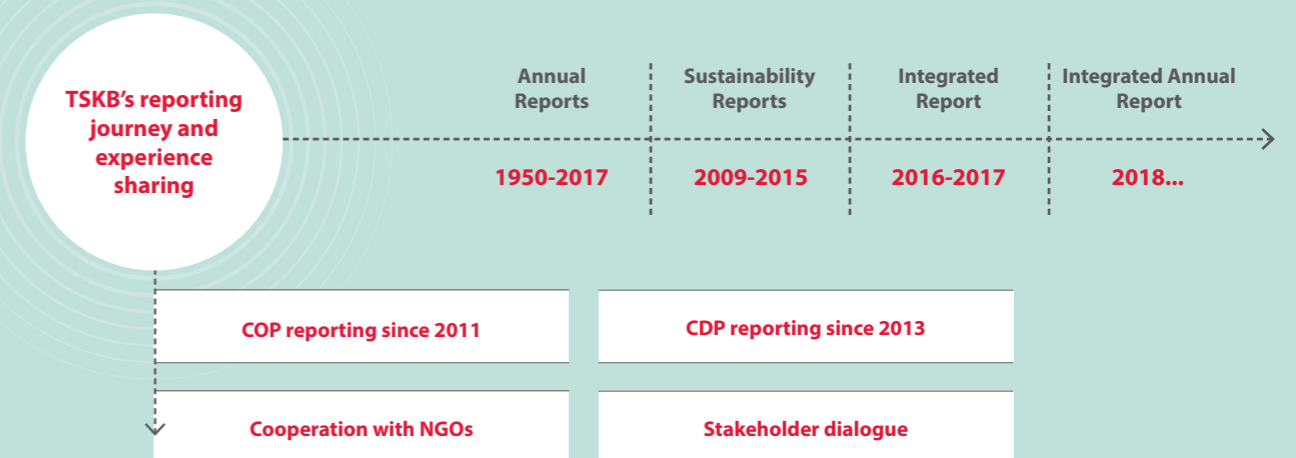 TSKB's reporting
journey and
experience
sharing
Annual
Reports
1950-2017
Sustainability
Reports
2009-2015
Integrated
Report
2016-2017
Integrated Annual
Report
2018...
COP reporting since 2011
CDP reporting since 2013
Cooperation with NGOs
Stakeholder dialogue